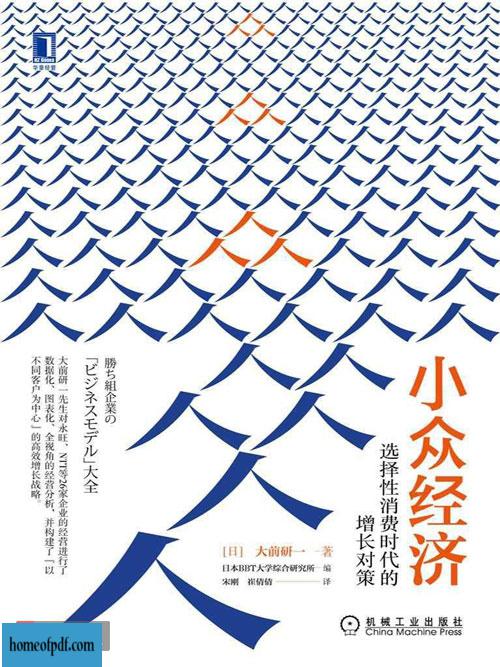 华章经管
小众经济
选择性消费时代的
增长对策
勝ち組企業の
「ビジネスモデル」大全
大前研一先生对永旺、NTT等26家企业的经营进行了
数据化、图表化、全视角的经营分析，并构建了“以
不同客户为中心”的高效增长战略。
[日] 大前研一 著
日本BBT大学综合研究所 编
宋刚 崔倩倩 译
机械工业出版社
China Machine Press
homeofpdf.com